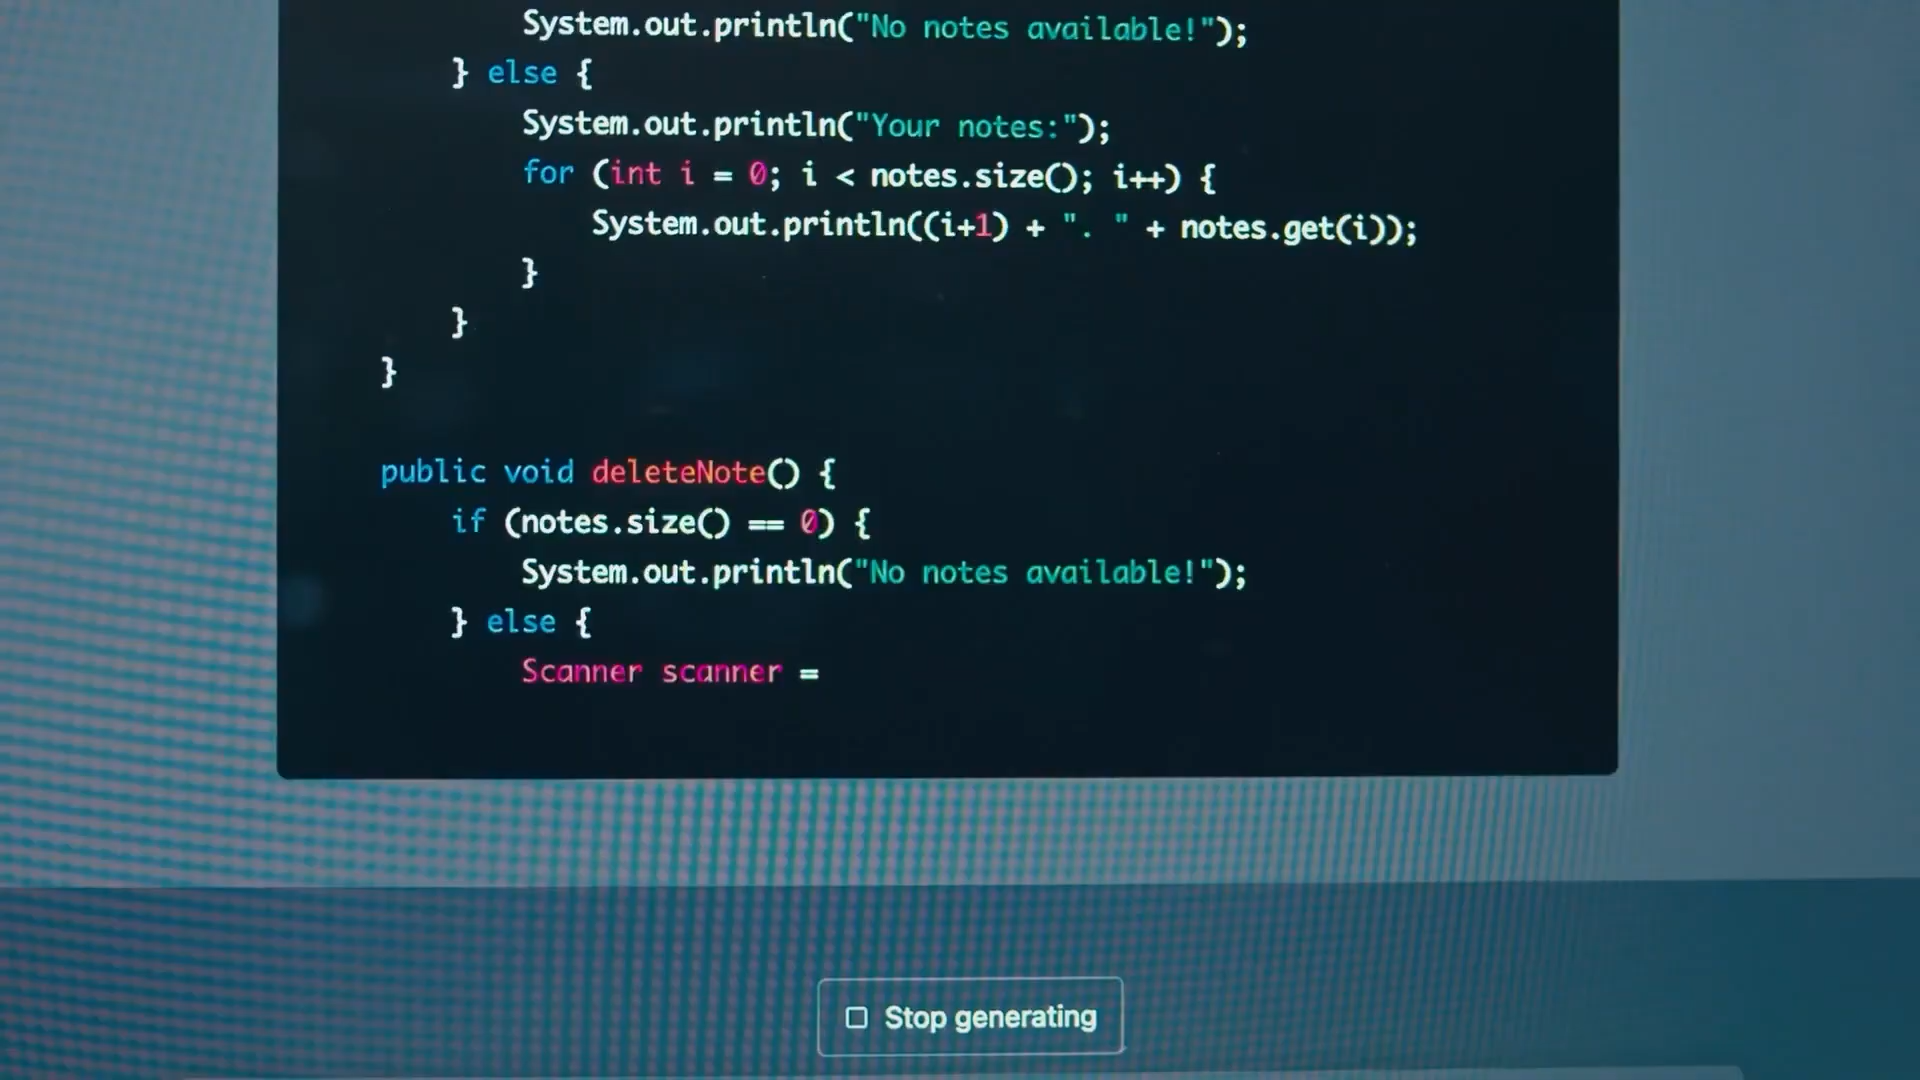 System.out.println("No notes available!");
} else {
System.out.println("Your notes:");
for (int i = 0; i < notes.size(); i++) {
System.out.println((i+1) + ". " + notes.get(i));
}
}
}
public void deleteNote() {
if (notes.size() == 0) {
System.out.println("No notes available!");
} else {
Scanner scanner =
Stop generating